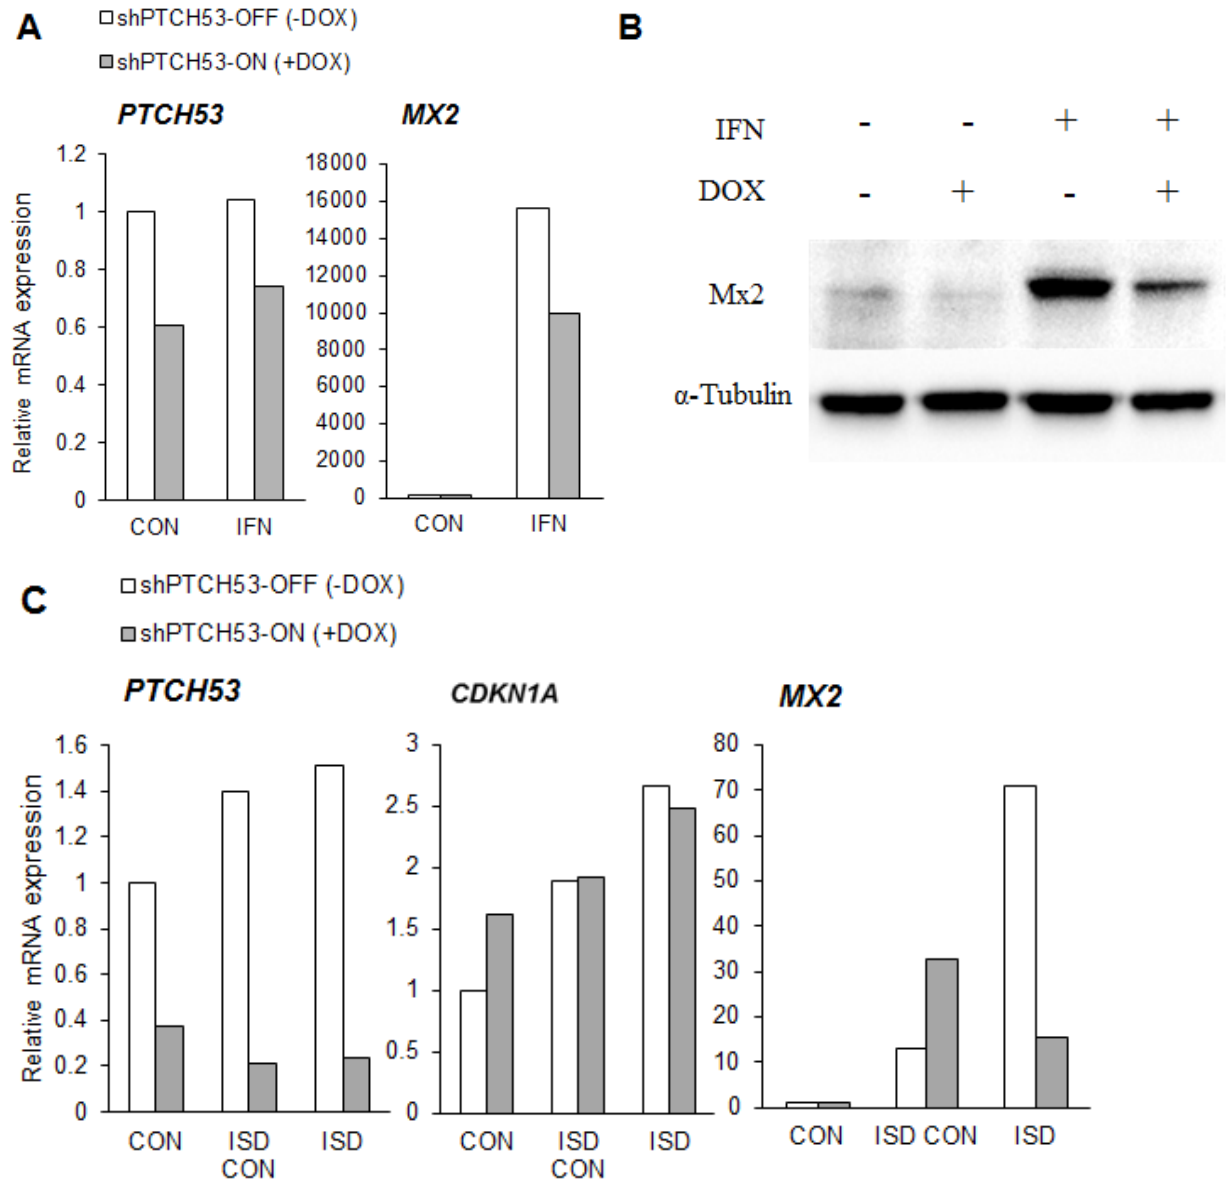 A
shPTCH53-OFF (-DOX)
shPTCH53-ON (+DOX)
PTCH53
MX2
Relative mRNA expression
1.2
1
0.8
0.6
0.4
0.2
0
CON
IFN
18000
16000
14000
12000
10000
8000
6000
4000
2000
0
CON
IFN
B
IFN - - + +
DOX - + - +
Mx2
α-Tubulin
C
shPTCH53-OFF (-DOX)
shPTCH53-ON (+DOX)
PTCH53
CDKN1A
MX2
Relative mRNA expression
1.6
1.4
1.2
1
0.8
0.6
0.4
0.2
0
CON
ISD
CON
ISD
3
2.5
2
1.5
1
0.5
0
CON
ISD
CON
ISD
80
70
60
50
40
30
20
10
0
CON
ISD CON
ISD